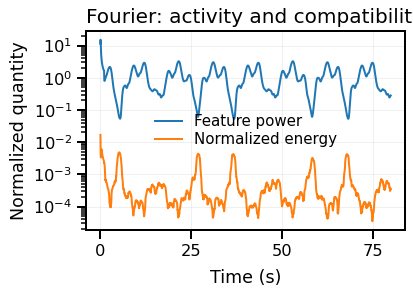 Fourier: activity and compatibilit
Normalized quantity
10¹
10⁰
10⁻¹
10⁻²
10⁻³
10⁻⁴
Feature power
Normalized energy
0 25 50 75
Time (s)